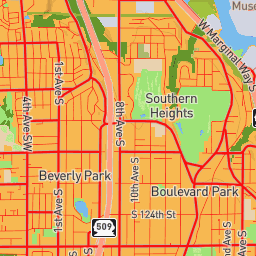 Muse
W Marginal Way S
1st Ave S
4th Ave SW
8th Ave S
Southern
Heights
10th Ave S
Beverly Park
Boulevard Park
1st Ave S
S 124th St
509
nd Ave S
Ave S